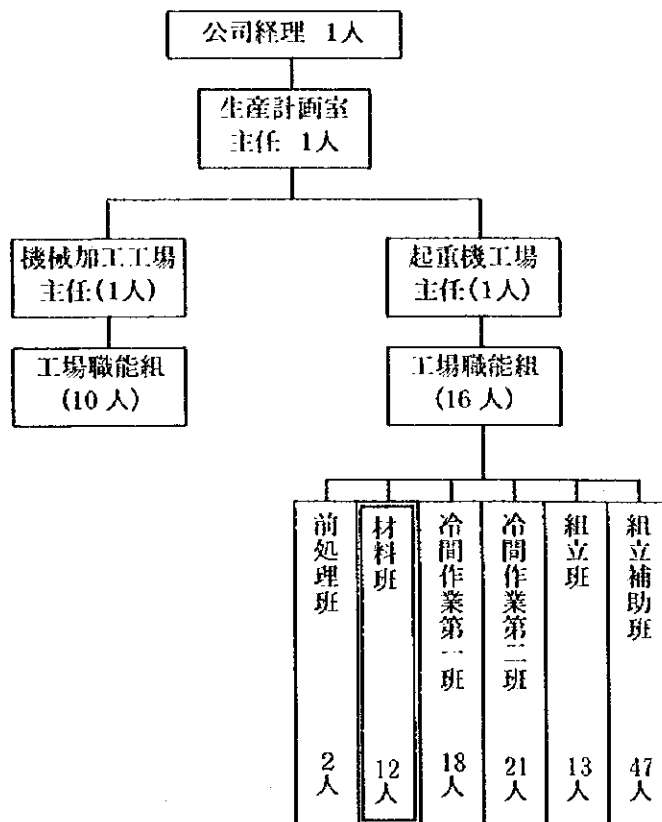 公司経理 1人
生産計画室
主任 1人
機械加工工場
主任(1人)
起重機工場
主任(1人)
工場職能組
(10人)
工場職能組
(16人)
前処理班
2人
材料班
12人
冷間作業第一班
18人
冷間作業第二班
21人
組立班
13人
組立補助班
47人